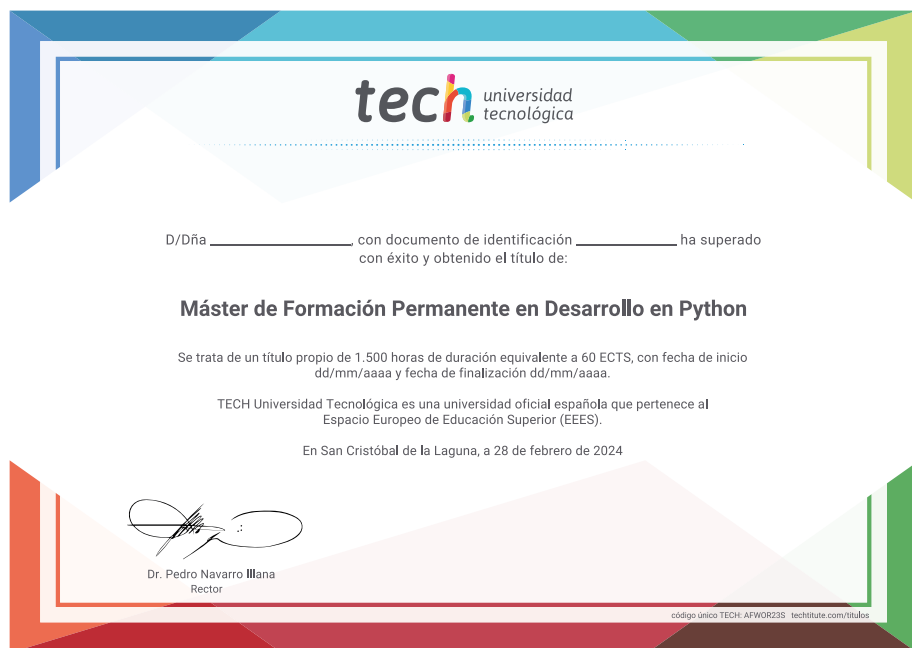 tech universidad
tecnológica
D/Dña ________________, con documento de identificación ____________ ha superado
con éxito y obtenido el título de:
Máster de Formación Permanente en Desarrollo en Python
Se trata de un título propio de 1.500 horas de duración equivalente a 60 ECTS, con fecha de inicio
dd/mm/aaaa y fecha de finalización dd/mm/aaaa.
TECH Universidad Tecnológica es una universidad oficial española que pertenece al
Espacio Europeo de Educación Superior (EEES).
En San Cristóbal de la Laguna, a 28 de febrero de 2024
Dr. Pedro Navarro Illana
Rector
código único TECH: AFWOR23S techtitute.com/titulos